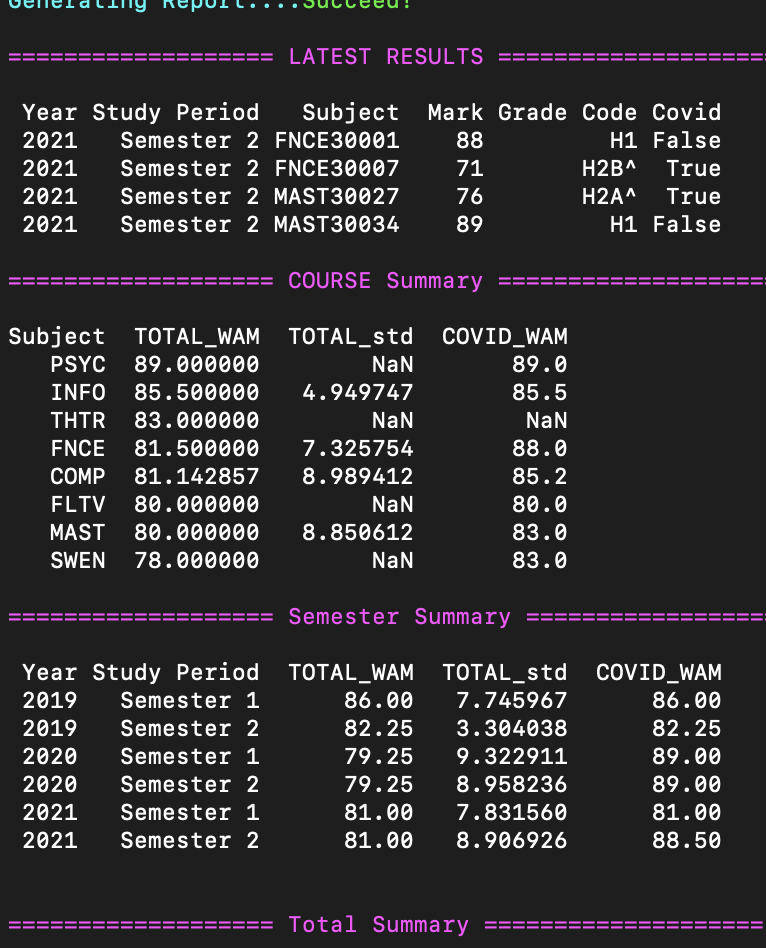 Generating Report....Succeed!
=================== LATEST RESULTS ===================
Year Study Period Subject Mark Grade Code Covid
2021 Semester 2 FNCE30001 88 H1 False
2021 Semester 2 FNCE30007 71 H2B^ True
2021 Semester 2 MAST30027 76 H2A^ True
2021 Semester 2 MAST30034 89 H1 False
=================== COURSE Summary ===================
Subject TOTAL_WAM TOTAL_std COVID_WAM
PSYC 89.000000 NaN 89.0
INFO 85.500000 4.949747 85.5
THTR 83.000000 NaN NaN
FNCE 81.500000 7.325754 88.0
COMP 81.142857 8.989412 85.2
FLTV 80.000000 NaN 80.0
MAST 80.000000 8.850612 83.0
SWEN 78.000000 NaN 83.0
=================== Semester Summary =================
Year Study Period TOTAL_WAM TOTAL_std COVID_WAM
2019 Semester 1 86.00 7.745967 86.00
2019 Semester 2 82.25 3.304038 82.25
2020 Semester 1 79.25 9.322911 89.00
2020 Semester 2 79.25 8.958236 89.00
2021 Semester 1 81.00 7.831560 81.00
2021 Semester 2 81.00 8.906926 88.50
=================== Total Summary ====================